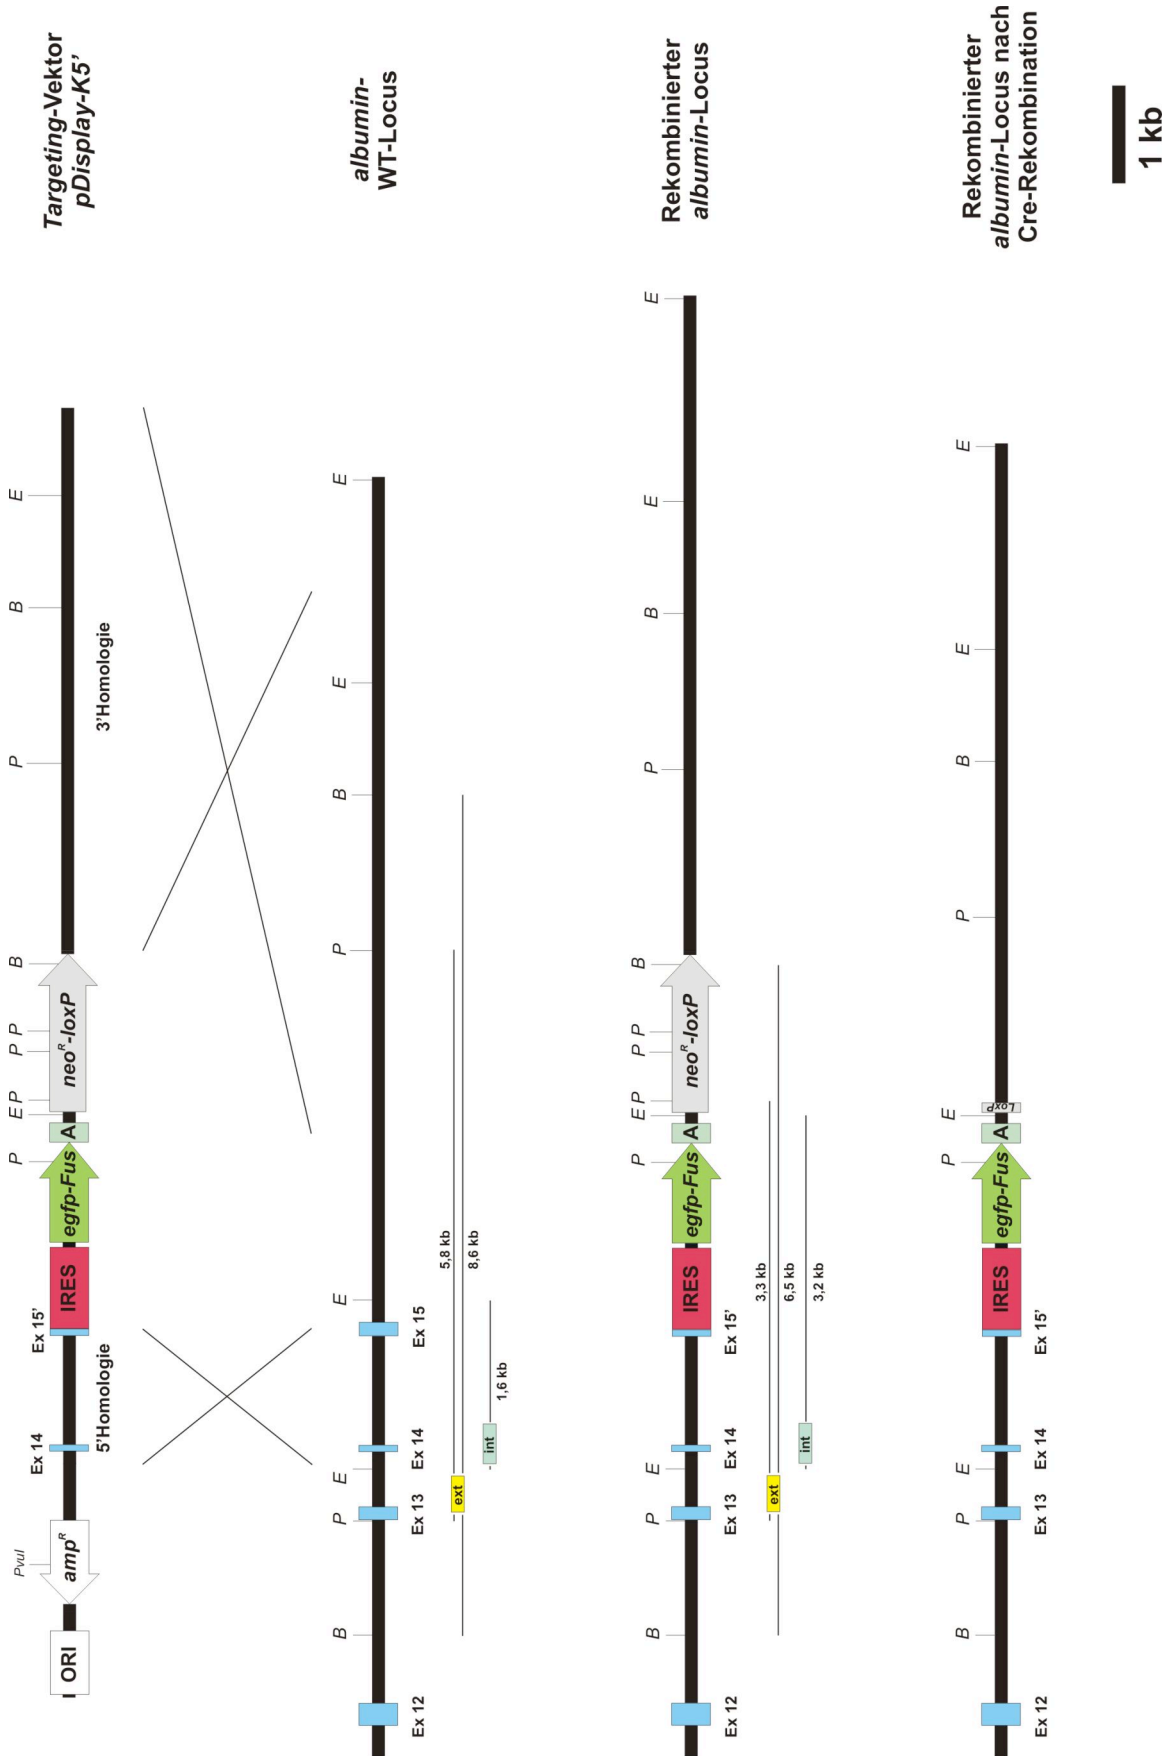 PvuI
P
E
P
P
P
B
P
B
E
Ex 14
Ex 15'
ORI
ampR
IRES
egfp-Fus
A
neoR-loxP
5'Homologie
3'Homologie
Targeting-Vektor
pDisplay-K5'
B
P
E
E
P
B
E
E
Ex 12
Ex 13
Ex 14
Ex 15
albumin-
WT-Locus
ext
5,8 kb
8,6 kb
int
1,6 kb
B
P
E
P
E
P
P
P
B
P
B
E
E
IRES
egfp-Fus
A
neoR-loxP
Ex 12
Ex 13
Ex 14
Ex 15'
Rekombinierter
albumin-Locus
ext
3,3 kb
6,5 kb
int
3,2 kb
B
P
E
P
E
P
B
E
E
IRES
egfp-Fus
A
LoxP
Ex 12
Ex 13
Ex 14
Ex 15'
Rekombinierter
albumin-Locus nach
Cre-Rekombination
1 kb